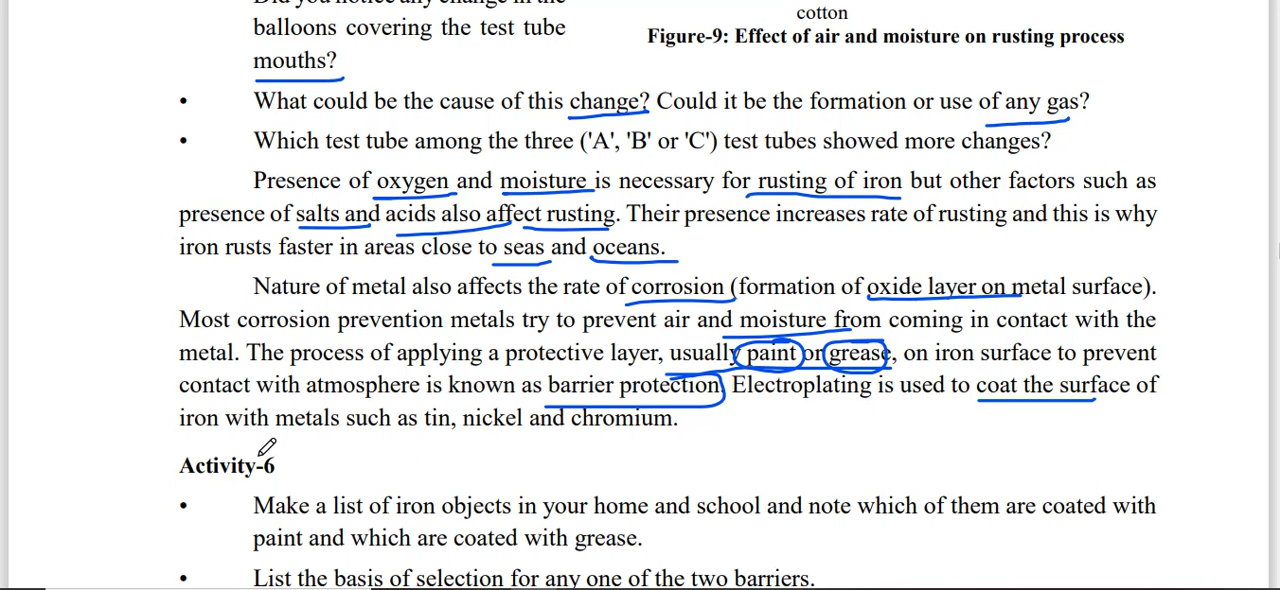 Did you notice any change in the
balloons covering the test tube
mouths?
cotton
Figure-9: Effect of air and moisture on rusting process
• What could be the cause of this change? Could it be the formation or use of any gas?
• Which test tube among the three ('A', 'B' or 'C') test tubes showed more changes?
Presence of oxygen and moisture is necessary for rusting of iron but other factors such as
presence of salts and acids also affect rusting. Their presence increases rate of rusting and this is why
iron rusts faster in areas close to seas and oceans.
Nature of metal also affects the rate of corrosion (formation of oxide layer on metal surface).
Most corrosion prevention metals try to prevent air and moisture from coming in contact with the
metal. The process of applying a protective layer, usually paint or grease, on iron surface to prevent
contact with atmosphere is known as barrier protection. Electroplating is used to coat the surface of
iron with metals such as tin, nickel and chromium.
Activity-6
• Make a list of iron objects in your home and school and note which of them are coated with
paint and which are coated with grease.
• List the basis of selection for any one of the two barriers.